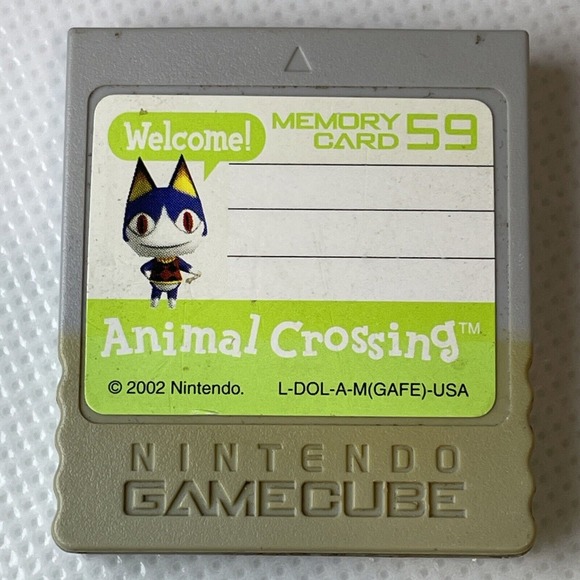 Welcome!
MEMORY
CARD 59
Animal Crossing™
© 2002 Nintendo. L-DOL-A-M(GAFE)-USA
NINTENDO
GAMECUBE